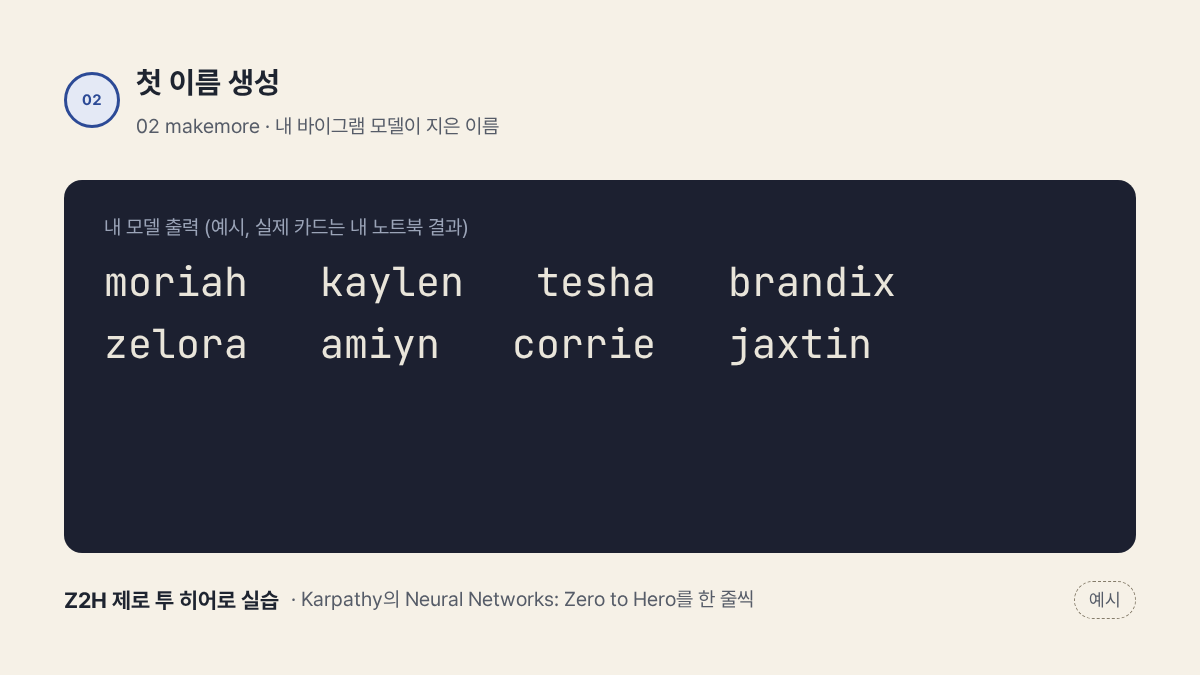 02
첫 이름 생성
02 makemore · 내 바이그램 모델이 지은 이름
내 모델 출력 (예시, 실제 카드는 내 노트북 결과)
moriah kaylen tesha brandix
zelora amiyn corrie jaxtin
Z2H 제로 투 히어로 실습 · Karpathy의 Neural Networks: Zero to Hero를 한 줄씩
예시